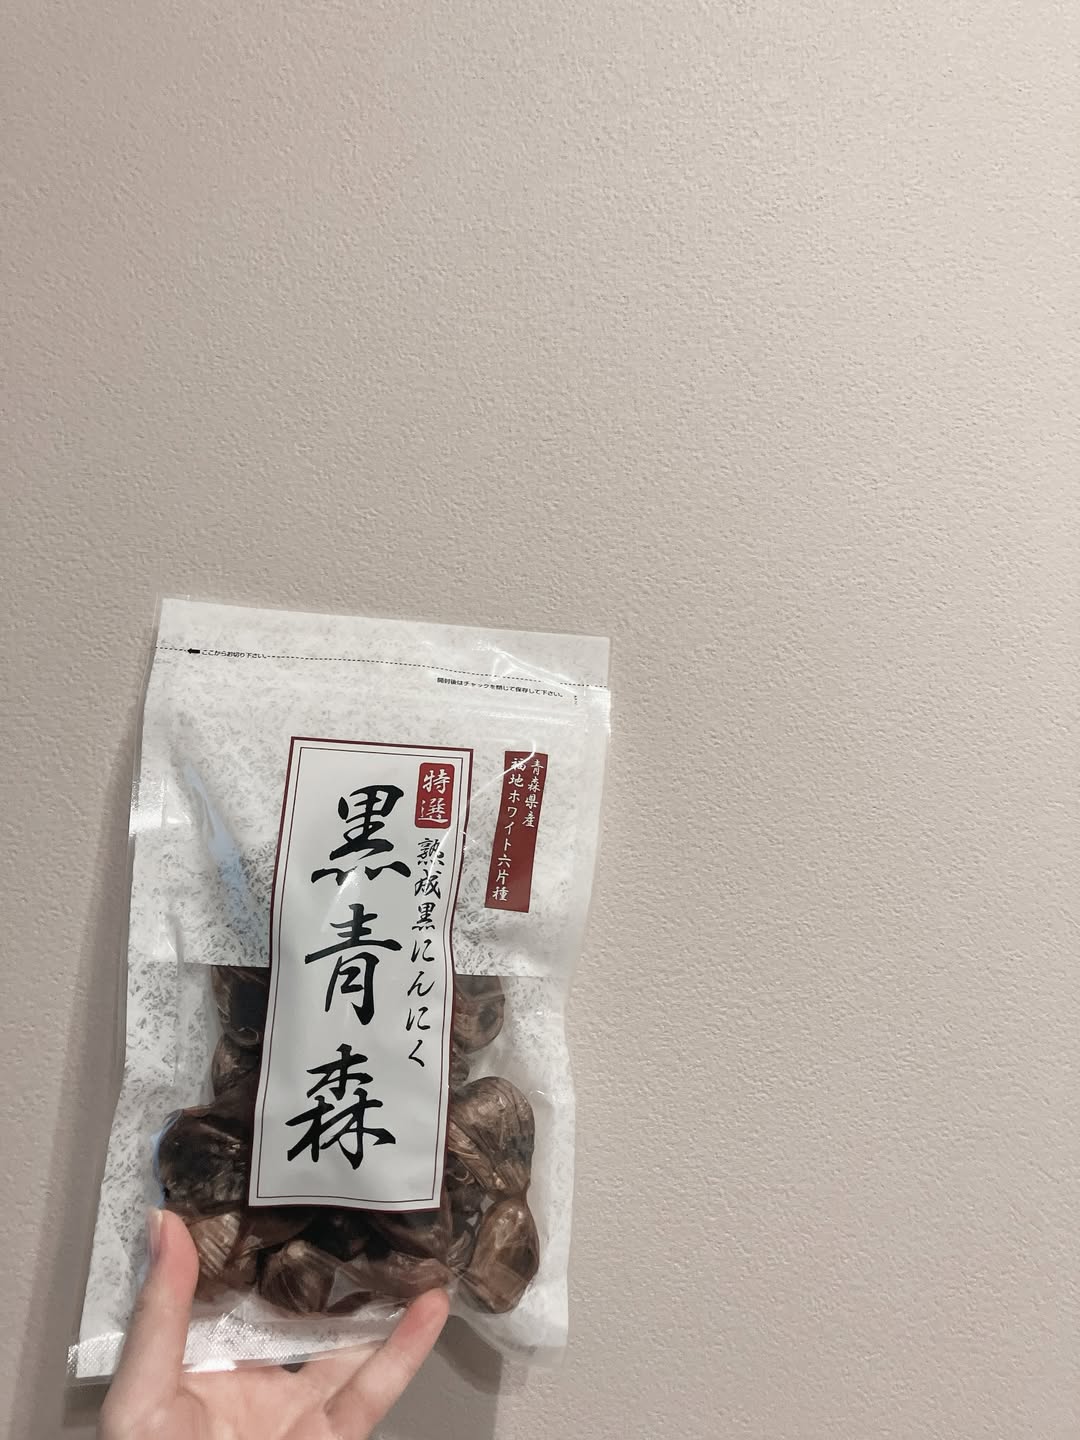 ここからお切り下さい。
開封後はチャックを閉じて保存して下さい。
青森県産
福地ホワイト六片種
特選
熟成黒にんにく
黒青森